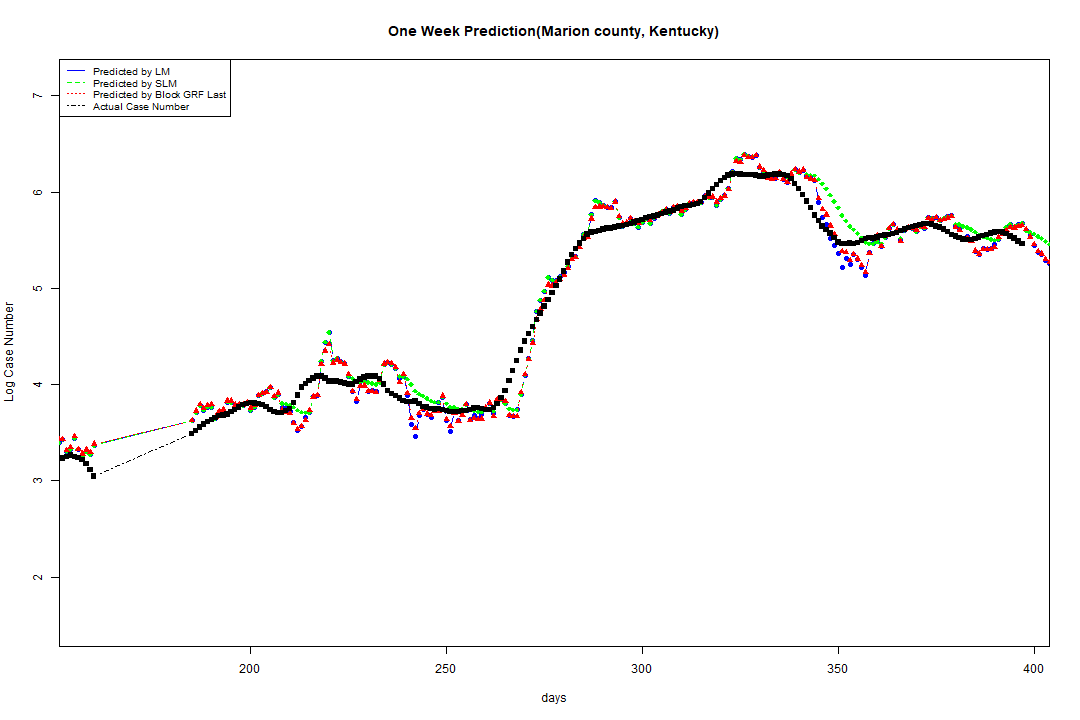 One Week Prediction(Marion county, Kentucky)
Predicted by LM
Predicted by SLM
Predicted by Block GRF Last
Actual Case Number
Log Case Number
7
6
5
4
3
2
200 250 300 350 400
days